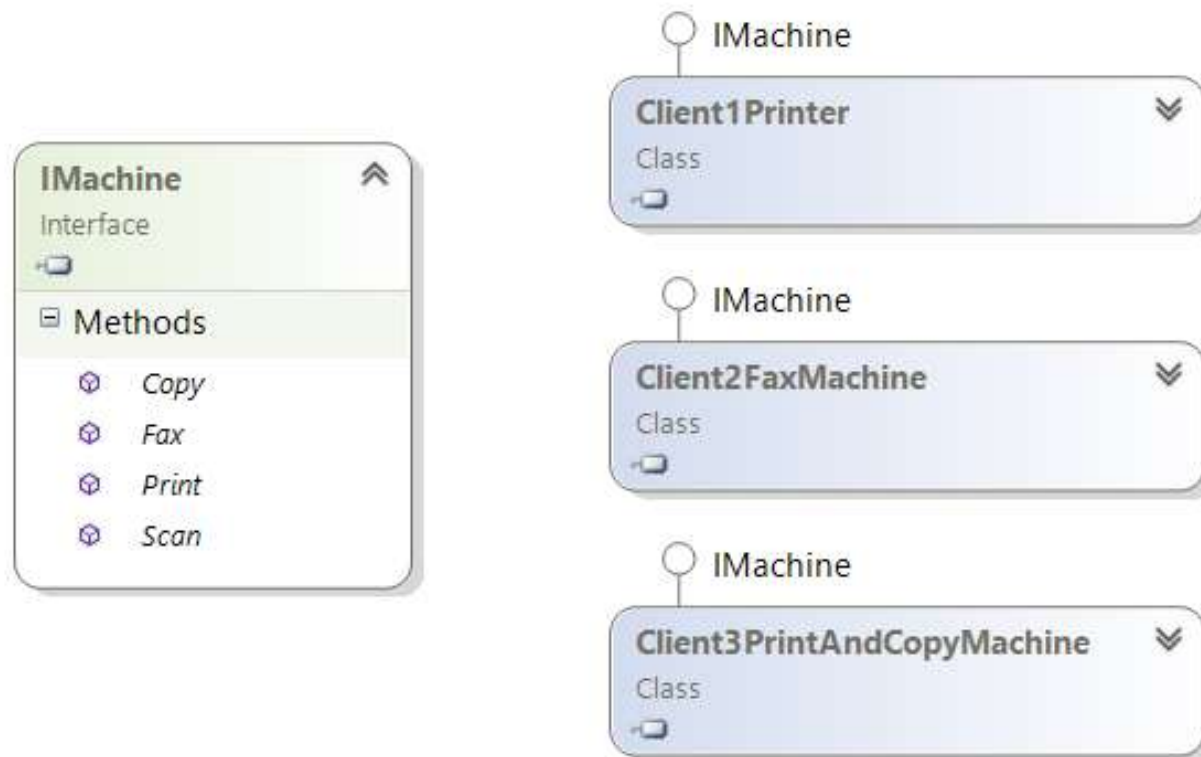 IMachine
Interface
Methods
Copy
Fax
Print
Scan
IMachine
Client1Printer
Class
IMachine
Client2FaxMachine
Class
IMachine
Client3PrintAndCopyMachine
Class